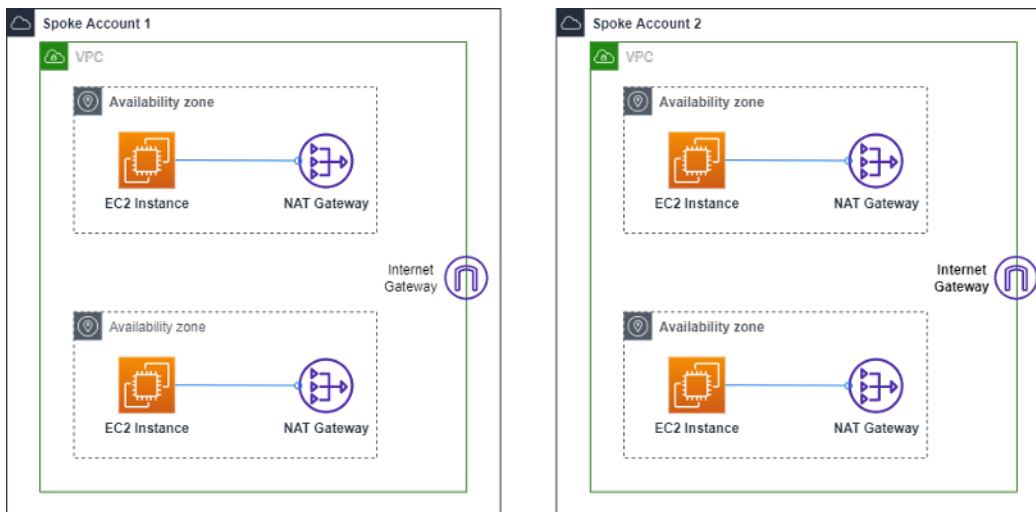 Spoke Account 1
VPC
Availability zone
EC2 Instance
NAT Gateway
Internet
Gateway
Availability zone
EC2 Instance
NAT Gateway
Spoke Account 2
VPC
Availability zone
EC2 Instance
NAT Gateway
Internet
Gateway
Availability zone
EC2 Instance
NAT Gateway